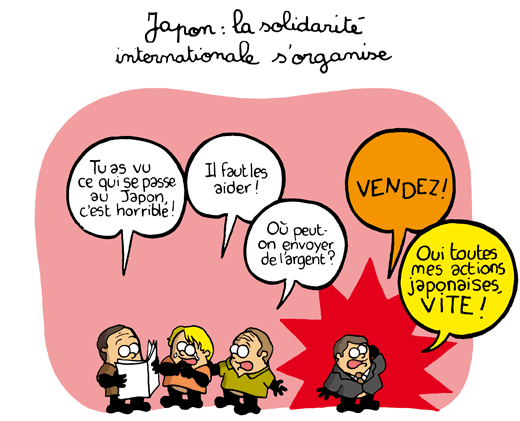 Japon : la solidarité
internationale s'organise
Tu as vu
ce qui se passe
au Japon,
c'est horrible !
Il faut les
aider !
Où peut-
on envoyer
de l'argent ?
VENDEZ !
Oui toutes
mes actions
japonaises,
VITE !